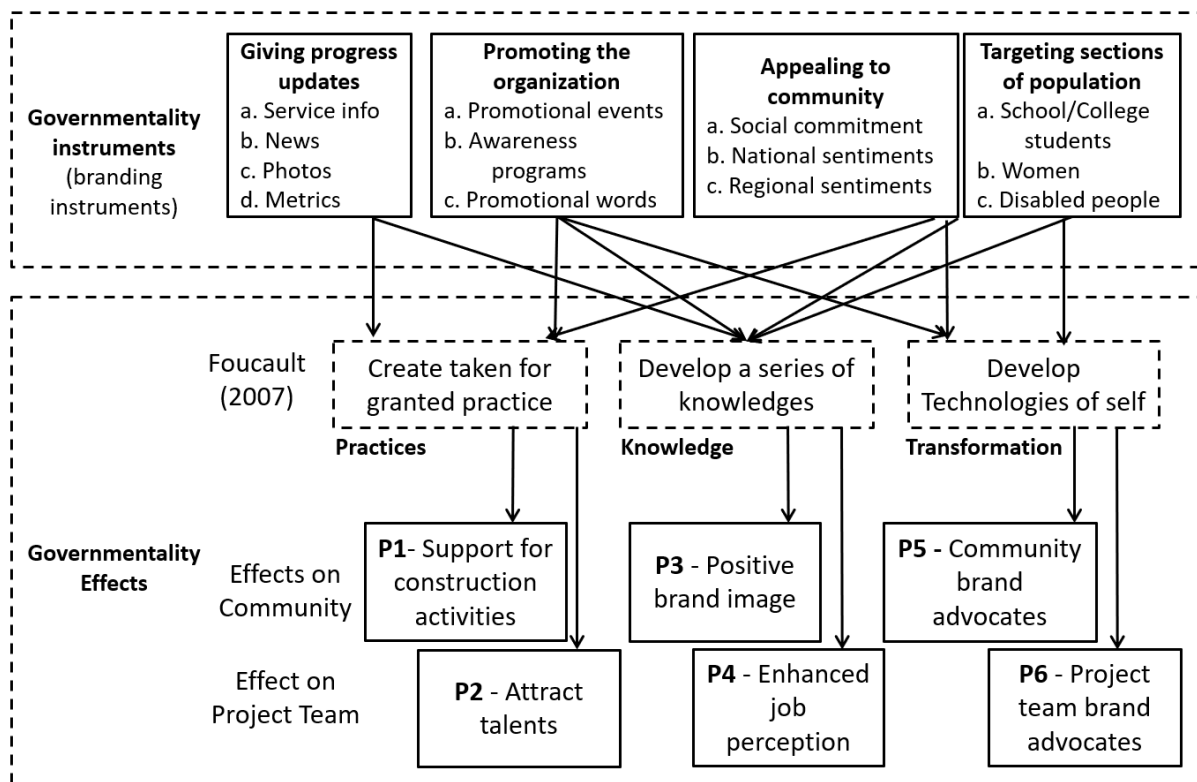 Giving progress
updates
a. Service info
b. News
c. Photos
d. Metrics
Promoting the
organization
a. Promotional events
b. Awareness
programs
c. Promotional words
Appealing to
community
a. Social commitment
b. National sentiments
c. Regional sentiments
Targeting sections
of population
a. School/College
students
b. Women
c. Disabled people
Governmentality
instruments
(branding
instruments)
Foucault
(2007)
Create taken for
granted practice
Develop a series of
knowledges
Develop
Technologies of self
Practices
Knowledge
Transformation
Governmentality
Effects
Effects on
Community
P1- Support for
construction
activities
P3 - Positive
brand image
P5 - Community
brand
advocates
Effect on
Project Team
P2 - Attract
talents
P4 - Enhanced
job
perception
P6 - Project
team brand
advocates